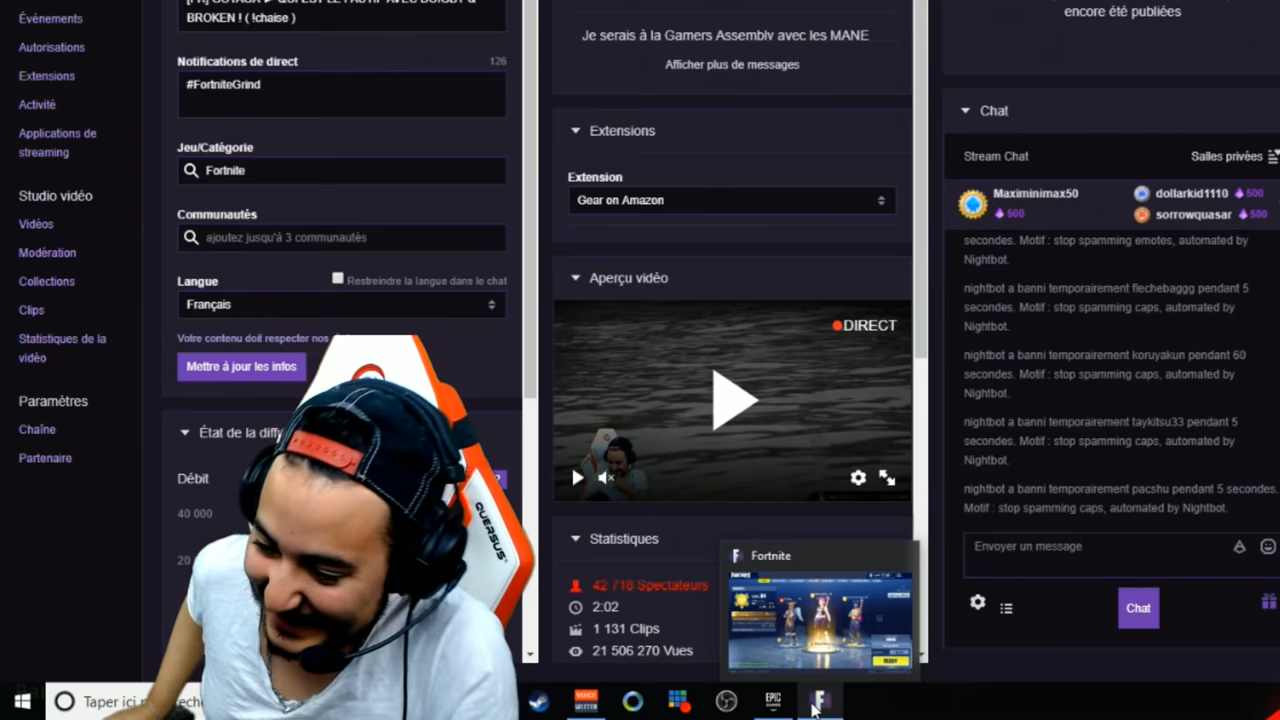 Événements
Autorisations
Extensions
Activité
Applications de
streaming
Studio vidéo
Vidéos
Modération
Collections
Clips
Statistiques de la
vidéo
Paramètres
Chaîne
Partenaire
BROKEN ! ( !chaise )
Notifications de direct 126
#FortniteGrind
Jeu/Catégorie
Fortnite
Communautés
ajoutez jusqu'à 3 communautés
Langue
Restreindre la langue dans le chat
Français
Votre contenu doit respecter nos
Mettre à jour les infos
État de la diff
Débit
40 000
20
QUERSUS
Je serais à la Gamers Assembly avec les MANE
Afficher plus de messages
Extensions
Extension
Gear on Amazon
Aperçu vidéo
DIRECT
Statistiques
42 718 Spectateurs
2:02
1 131 Clips
21 506 270 Vues
Fortnite
encore été publiées
Chat
Stream Chat
Salles privées
Maximinimax50
500
dollarkid1110 500
sorrowquasar 500
secondes. Motif : stop spamming emotes, automated by
Nightbot.
nightbot a banni temporairement flechebaggg pendant 5
secondes. Motif : stop spamming caps, automated by
Nightbot.
nightbot a banni temporairement koruyakun pendant 60
secondes. Motif : stop spamming caps, automated by
Nightbot.
nightbot a banni temporairement taykitsu33 pendant 5
secondes. Motif : stop spamming caps, automated by
Nightbot.
nightbot a banni temporairement pacshu pendant 5 secondes.
Motif : stop spamming caps, automated by Nightbot.
Envoyer un message
Chat
Taper ici
VOICE
MEETER
EPIC
GAMES